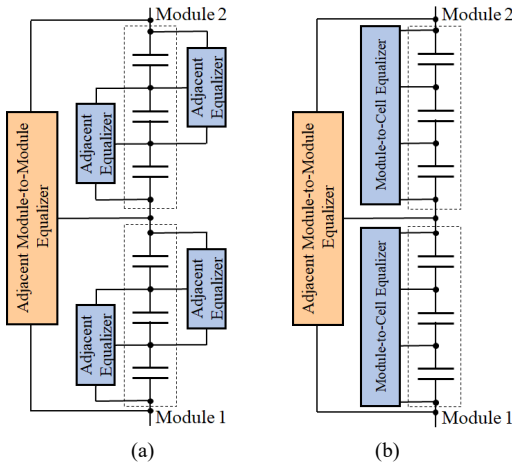 Module 2
Adjacent
Equalizer
Adjacent
Equalizer
Adjacent Module-to-Module
Equalizer
Adjacent
Equalizer
Adjacent
Equalizer
Module 1
(a)
Module 2
Module-to-Cell Equalizer
Adjacent Module-to-Module
Equalizer
Module-to-Cell Equalizer
Module 1
(b)